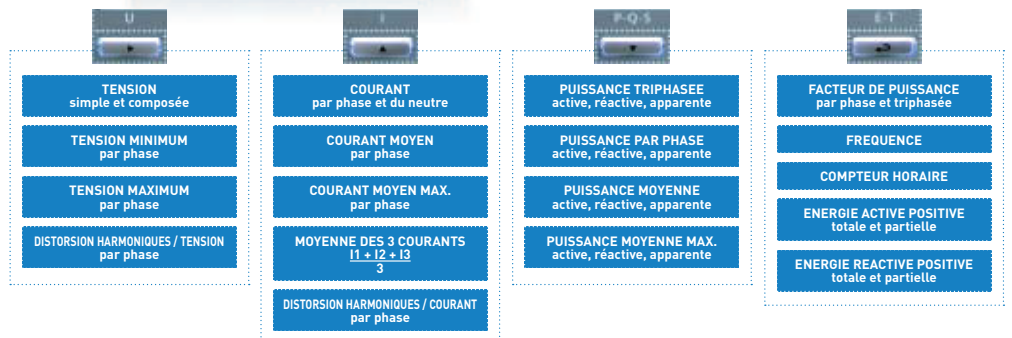 U
TENSION
simple et composée
TENSION MINIMUM
par phase
TENSION MAXIMUM
par phase
DISTORSION HARMONIQUES / TENSION
par phase
I
COURANT
par phase et du neutre
COURANT MOYEN
par phase
COURANT MOYEN MAX.
par phase
MOYENNE DES 3 COURANTS
I1 + I2 + I3
3
DISTORSION HARMONIQUES / COURANT
par phase
P-Q-S
PUISSANCE TRIPHASEE
active, réactive, apparente
PUISSANCE PAR PHASE
active, réactive, apparente
PUISSANCE MOYENNE
active, réactive, apparente
PUISSANCE MOYENNE MAX.
active, réactive, apparente
E-T
FACTEUR DE PUISSANCE
par phase et triphasée
FREQUENCE
COMPTEUR HORAIRE
ENERGIE ACTIVE POSITIVE
totale et partielle
ENERGIE REACTIVE POSITIVE
totale et partielle